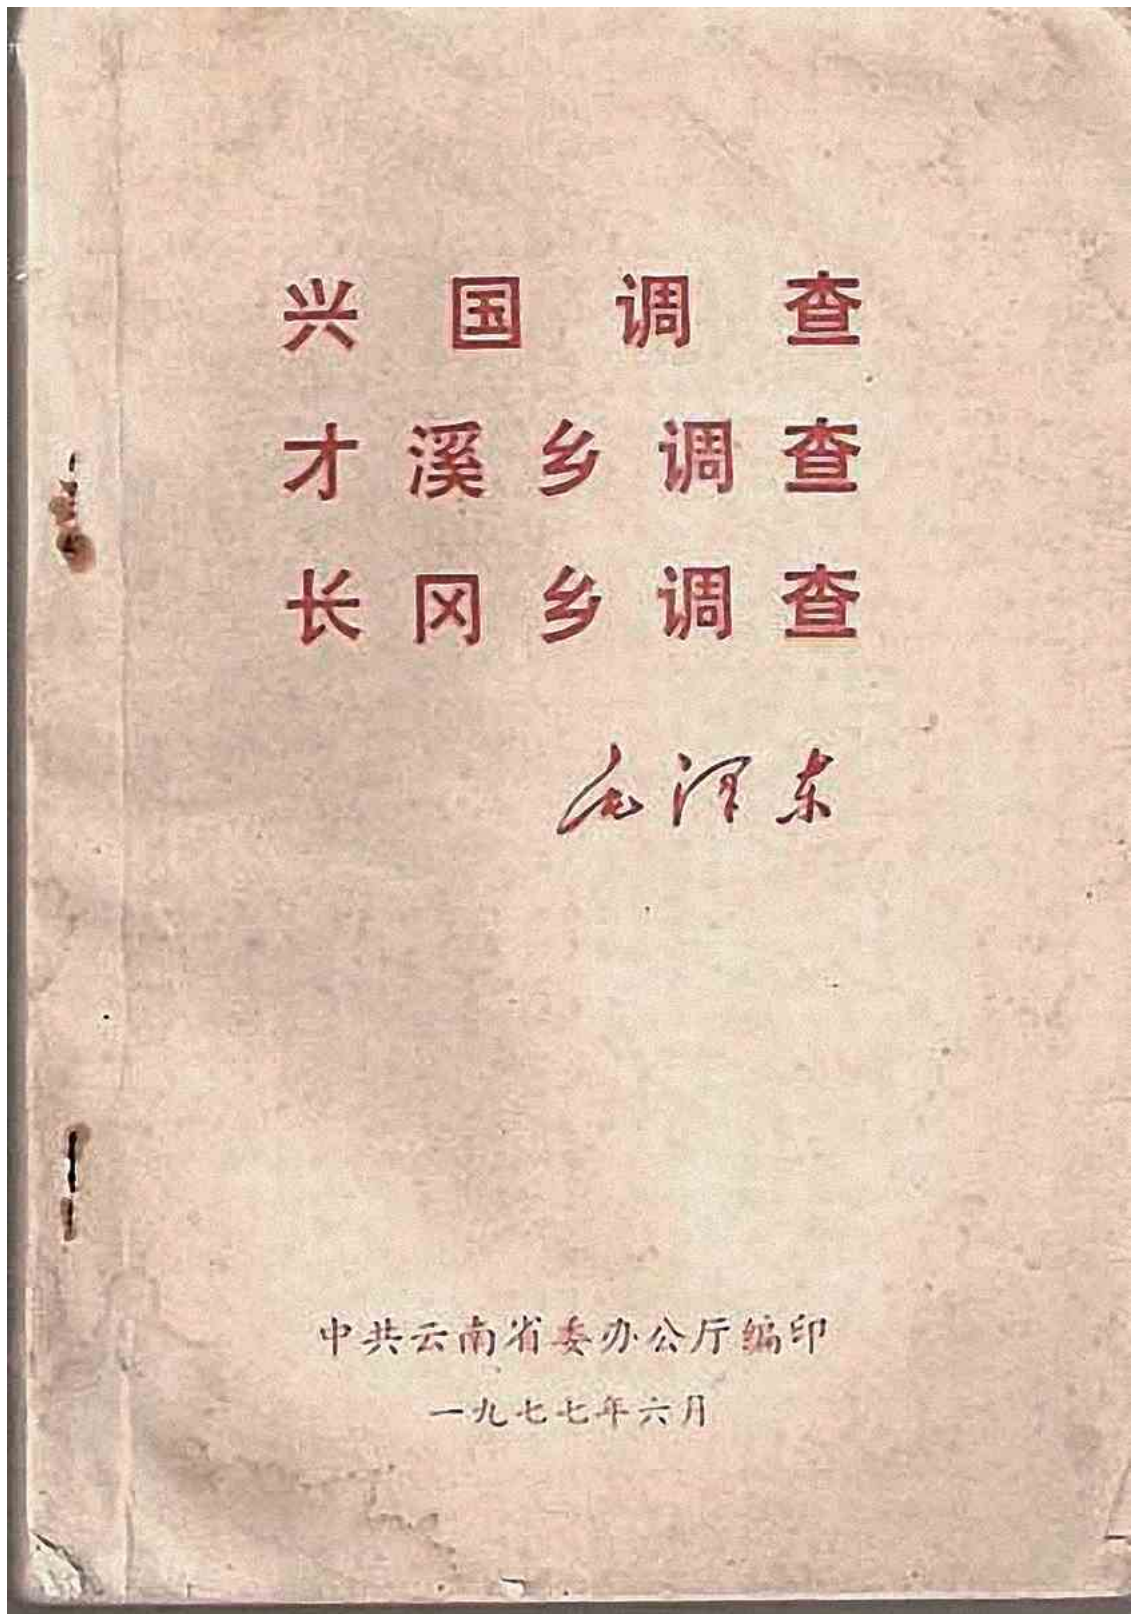 兴国调查
才溪乡调查
长冈乡调查
毛泽东
中共云南省委办公厅编印
一九七七年六月